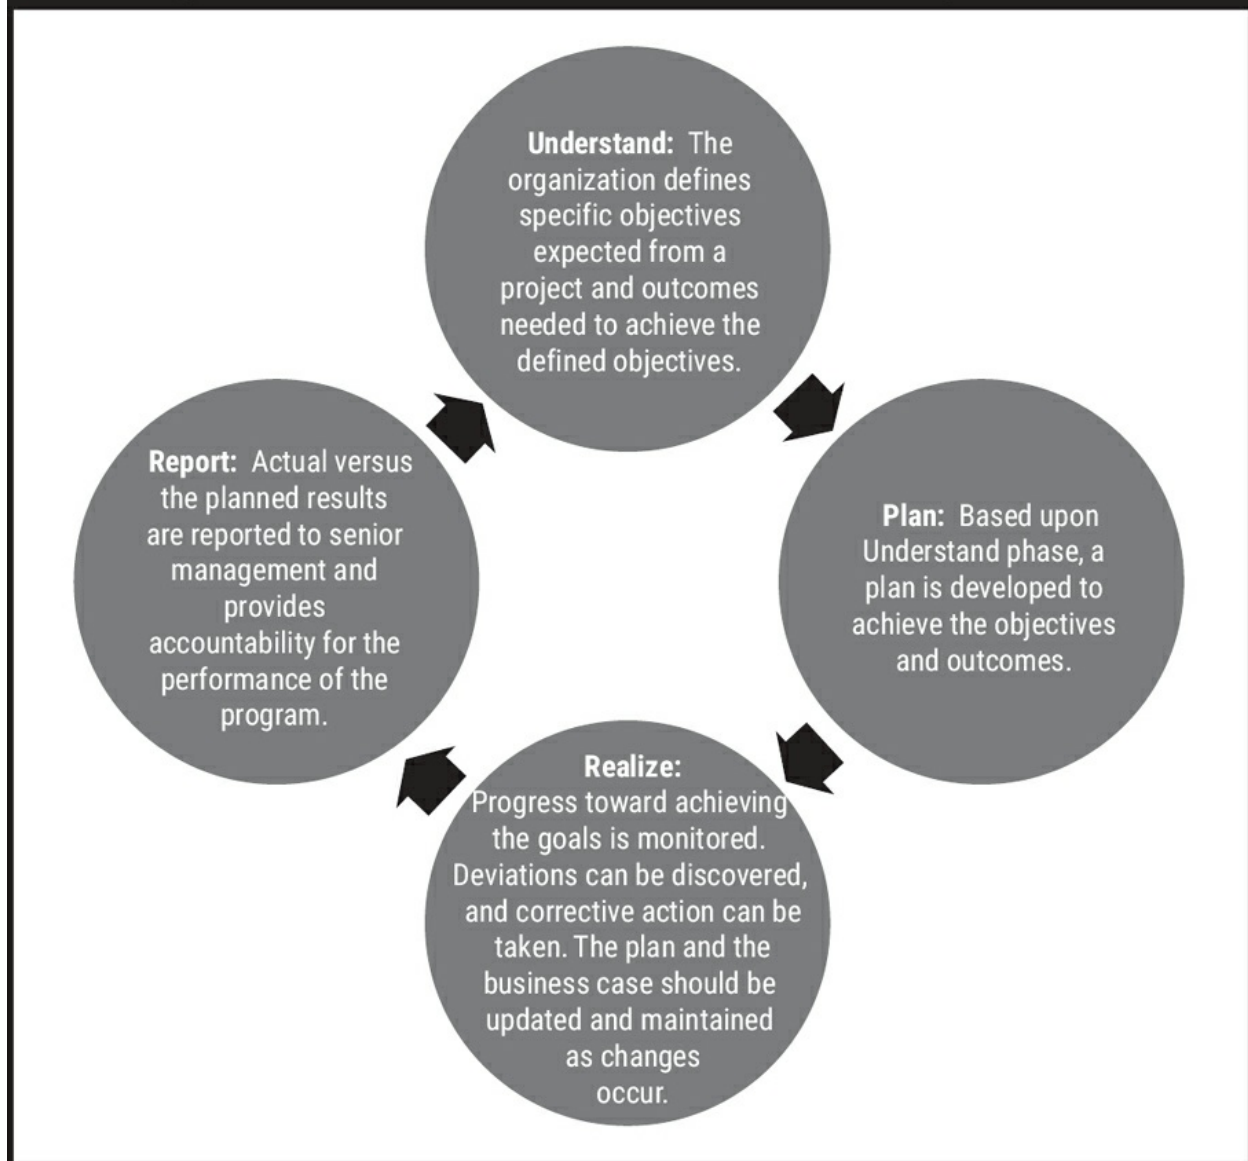 Understand: The
organization defines
specific objectives
expected from a
project and outcomes
needed to achieve the
defined objectives.
Plan: Based upon
Understand phase, a
plan is developed to
achieve the objectives
and outcomes.
Realize:
Progress toward achieving
the goals is monitored.
Deviations can be discovered,
and corrective action can be
taken. The plan and the
business case should be
updated and maintained
as changes
occur.
Report: Actual versus
the planned results
are reported to senior
management and
provides
accountability for the
performance of the
program.